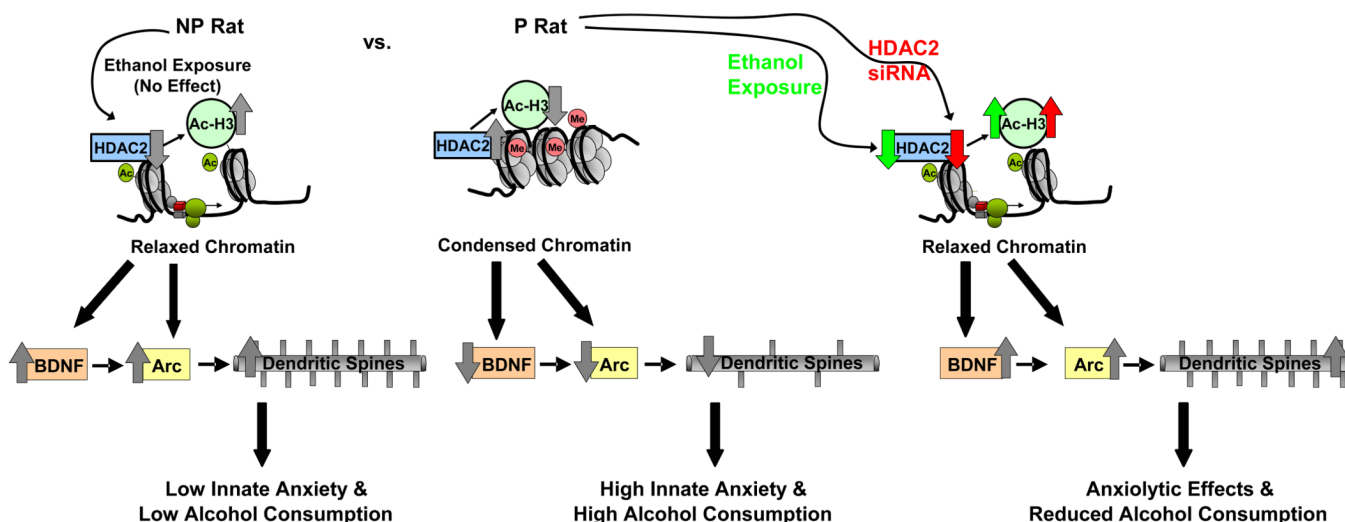 NP Rat
vs.
P Rat
Ethanol Exposure
(No Effect)
Ac-H3
HDAC2
Ac
Ac
Relaxed Chromatin
BDNF
Arc
Dendritic Spines
Low Innate Anxiety &
Low Alcohol Consumption
Ac-H3
Me
HDAC2
Me
Me
Condensed Chromatin
BDNF
Arc
Dendritic Spines
High Innate Anxiety &
High Alcohol Consumption
Ethanol
Exposure
HDAC2
siRNA
Ac-H3
HDAC2
Ac
Ac
Relaxed Chromatin
BDNF
Arc
Dendritic Spines
Anxiolytic Effects &
Reduced Alcohol Consumption